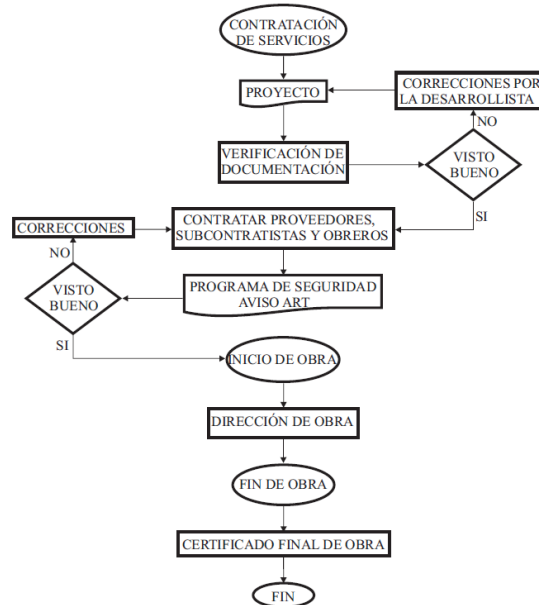 CONTRATACIÓN
DE SERVICIOS
PROYECTO
CORRECCIONES POR
LA DESARROLLISTA
NO
VERIFICACIÓN DE
DOCUMENTACIÓN
VISTO
BUENO
SI
CORRECCIONES
CONTRATAR PROVEEDORES,
SUBCONTRATISTAS Y OBREROS
NO
VISTO
BUENO
PROGRAMA DE SEGURIDAD
AVISO ART
SI
INICIO DE OBRA
DIRECCIÓN DE OBRA
FIN DE OBRA
CERTIFICADO FINAL DE OBRA
FIN